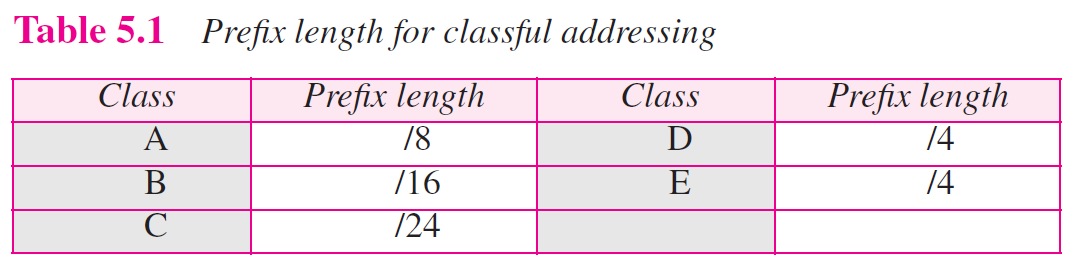 Table 5.1 Prefix length for classful addressing
Class Prefix length Class Prefix length
A /8 D /4
B /16 E /4
C /24